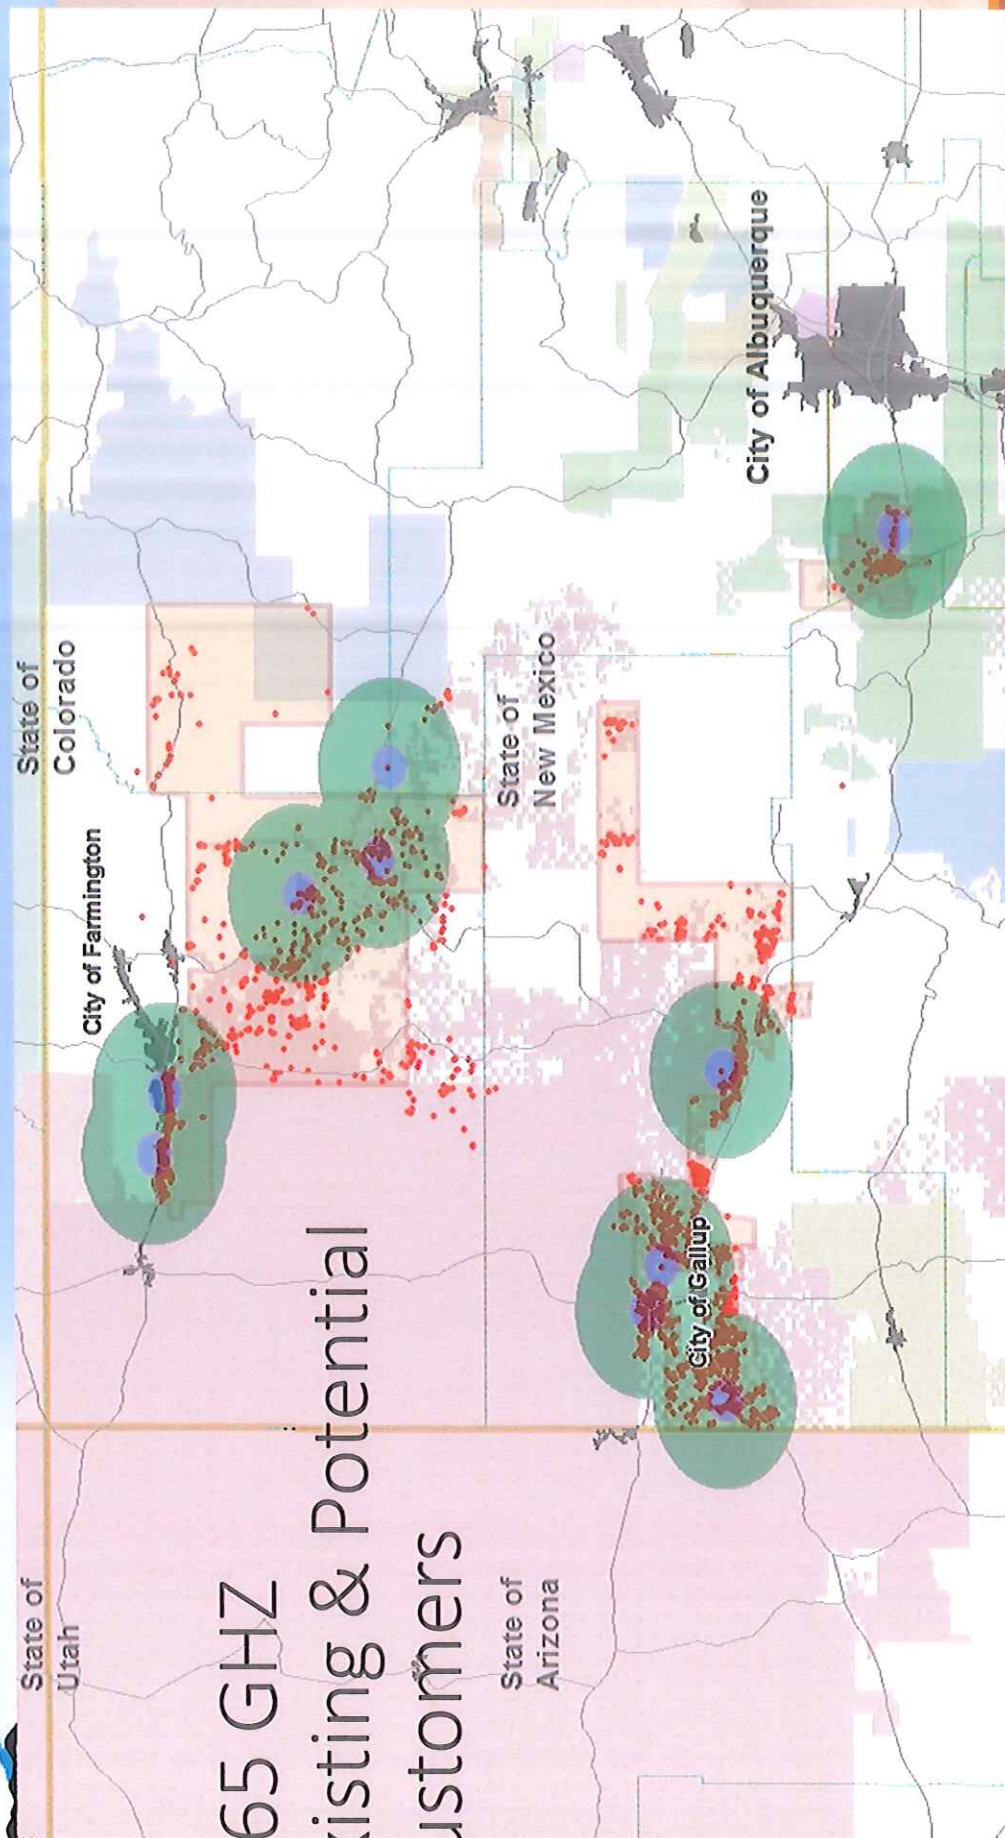 65 GHZ
xisting & Potential
ustomers
State of
Utah
State of
Colorado
City of Farmington
State of
Arizona
State of
New Mexico
City of Gallup
City of Albuquerque